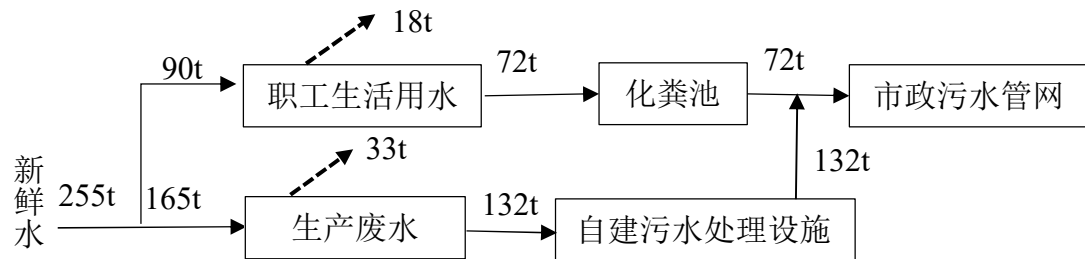 18t
90t
职工生活用水
72t
化粪池
72t
市政污水管网
33t
132t
新鲜水
255t
165t
生产废水
132t
自建污水处理设施